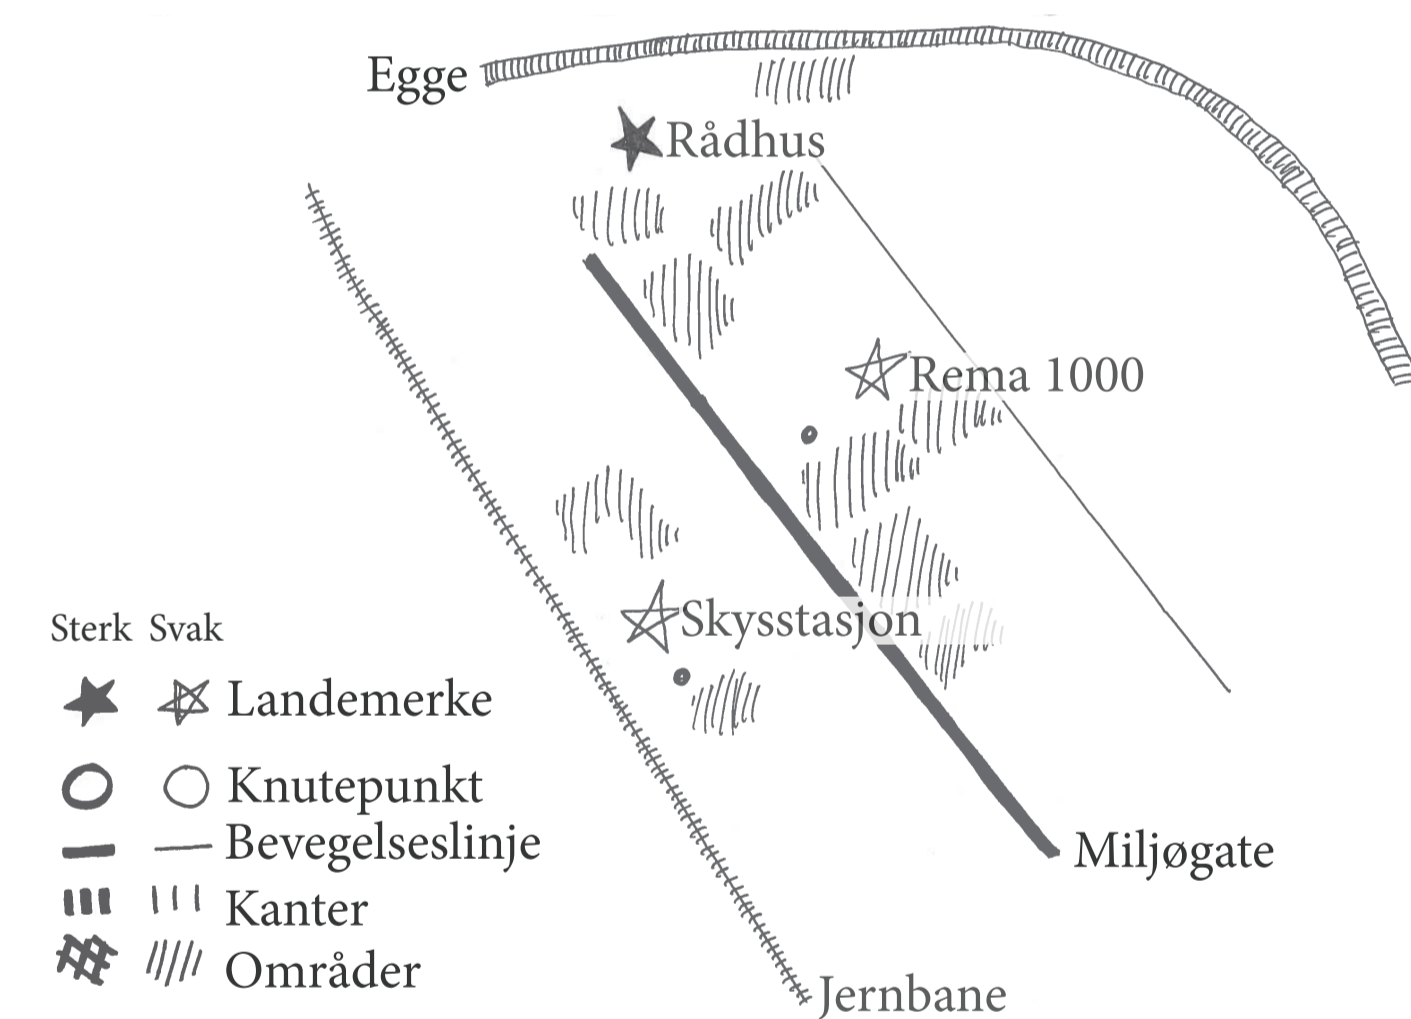 Egge
Rådhus
Rema 1000
Skysstasjon
Sterk Svak
Landemerke
Knutepunkt
Bevegelseslinje
Kanter
Områder
Miljøgate
Jernbane